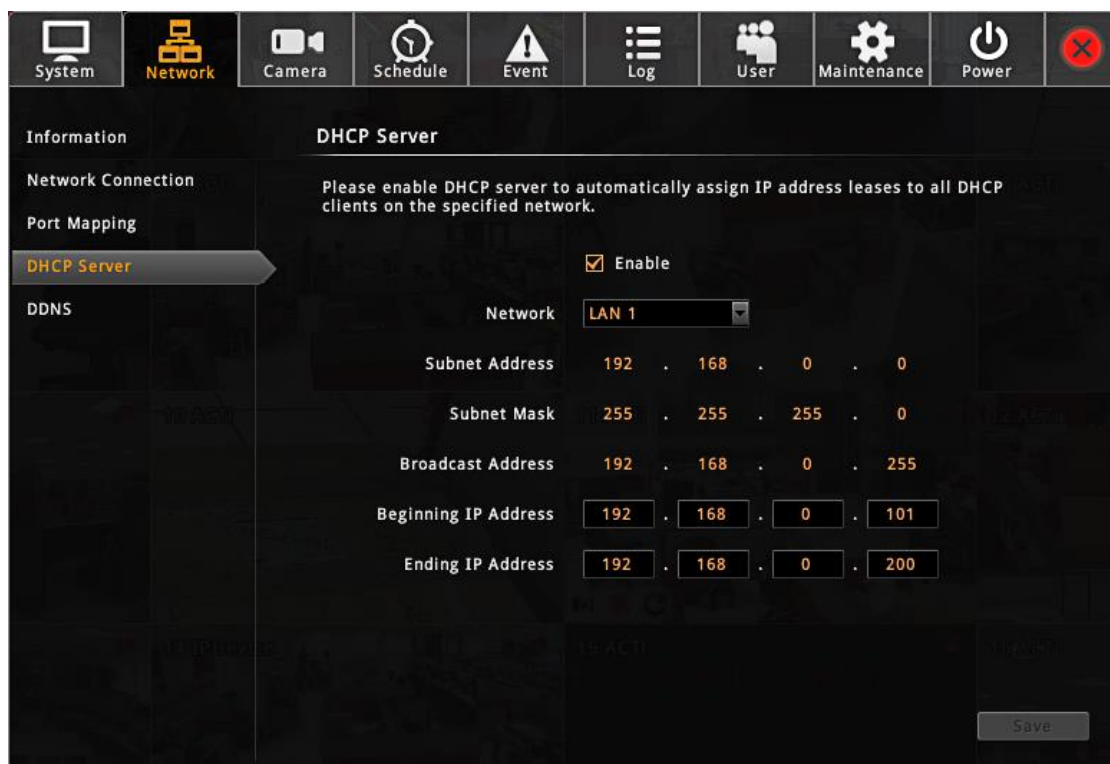 System Network Camera Schedule Event Log User Maintenance Power
Information
Network Connection
Port Mapping
DHCP Server
DDNS
DHCP Server
Please enable DHCP server to automatically assign IP address leases to all DHCP
clients on the specified network.
Enable
Network LAN 1
Subnet Address 192 . 168 . 0 . 0
Subnet Mask 255 . 255 . 255 . 0
Broadcast Address 192 . 168 . 0 . 255
Beginning IP Address 192 . 168 . 0 . 101
Ending IP Address 192 . 168 . 0 . 200
Save